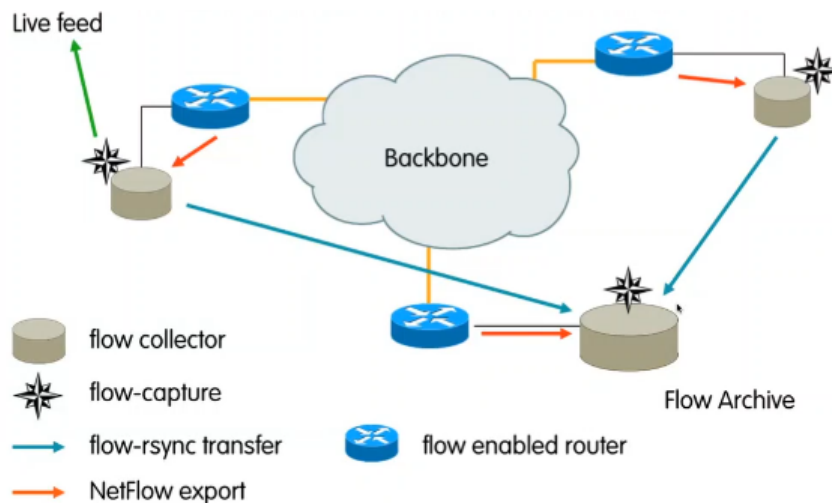 Live feed
Backbone
flow collector
flow-capture
Flow Archive
flow-rsync transfer
flow enabled router
NetFlow export